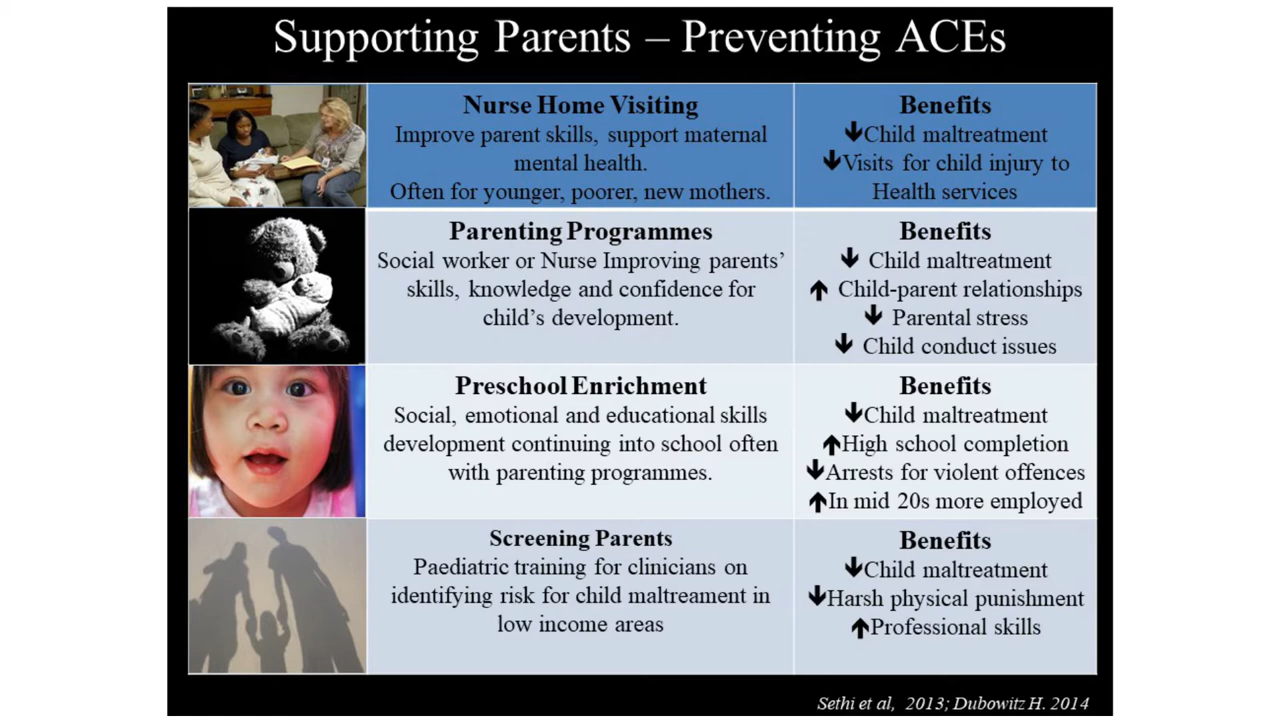 Supporting Parents – Preventing ACEs
Nurse Home Visiting
Improve parent skills, support maternal
mental health.
Often for younger, poorer, new mothers.
Benefits
🡻Child maltreatment
🡻Visits for child injury to
Health services
Parenting Programmes
Social worker or Nurse Improving parents’
skills, knowledge and confidence for
child’s development.
Benefits
🡻 Child maltreatment
🡹 Child-parent relationships
🡻 Parental stress
🡻 Child conduct issues
Preschool Enrichment
Social, emotional and educational skills
development continuing into school often
with parenting programmes.
Benefits
🡻Child maltreatment
🡹High school completion
🡻Arrests for violent offences
🡹In mid 20s more employed
Screening Parents
Paediatric training for clinicians on
identifying risk for child maltreament in
low income areas
Benefits
🡻Child maltreatment
🡻Harsh physical punishment
🡹Professional skills
Sethi et al, 2013; Dubowitz H. 2014